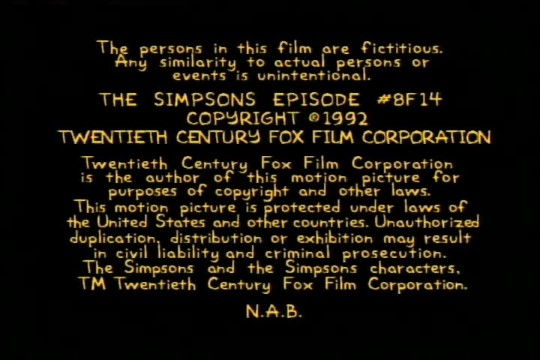 The persons in this film are fictitious.
Any similarity to actual persons or
events is unintentional.
THE SIMPSONS EPISODE #8F14
COPYRIGHT ©1992
TWENTIETH CENTURY FOX FILM CORPORATION
Twentieth Century Fox Film Corporation
is the author of this motion picture for
purposes of copyright and other laws.
This motion picture is protected under laws of
the United States and other countries. Unauthorized
duplication, distribution or exhibition may result
in civil liability and criminal prosecution.
The Simpsons and the Simpsons characters,
TM Twentieth Century Fox Film Corporation.
N.A.B.